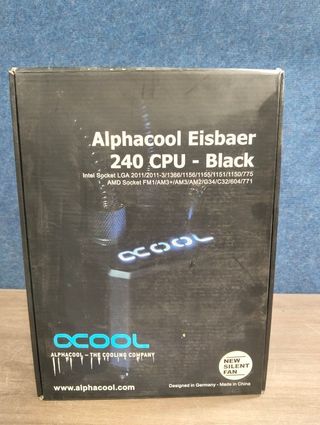 Alphacool Eisbaer
240 CPU - Black
Intel Socket LGA 2011/2011-3/1366/1156/1155/1151/1150/775
AMD Socket FM1/AM3+/AM3/AM2/G34/C32/604/771
ACOOL
ACOOL
ALPHACOOL – THE COOLING COMPANY
NEW
SILENT
FAN
www.alphacool.com
Designed in Germany - Made in China